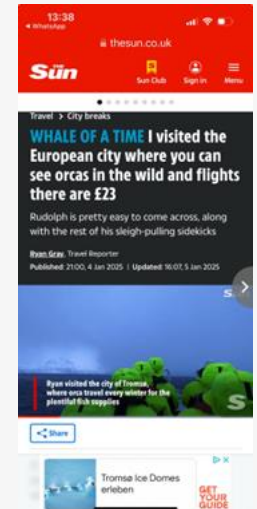 13:38
WhatsApp
thesun.co.uk
THE Sun
Sun Club Sign in Menu
Travel > City breaks
WHALE OF A TIME I visited the
European city where you can
see orcas in the wild and flights
there are £23
Rudolph is pretty easy to come across, along
with the rest of his sleigh-pulling sidekicks
Ryan Gray, Travel Reporter
Published: 21:00, 4 Jan 2025 | Updated: 16:07, 5 Jan 2025
S
Ryan visited the city of Tromsø,
where orca travel every winter for the
plentiful fish supplies
S
Share
Tromsø Ice Domes
erleben
GET
YOUR
GUIDE